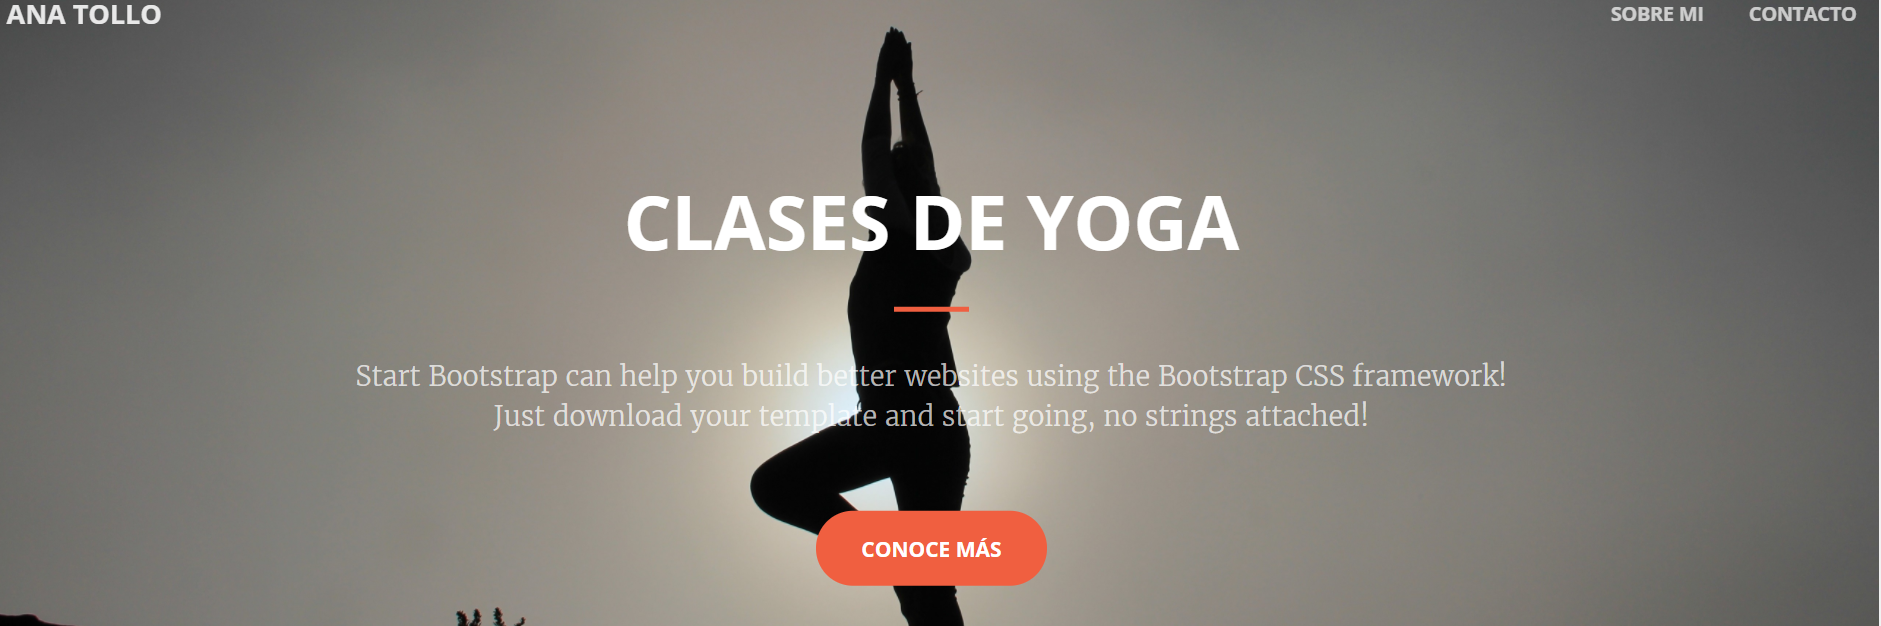 ANA TOLLO
SOBRE MI
CONTACTO
CLASES DE YOGA
Start Bootstrap can help you build better websites using the Bootstrap CSS framework!
Just download your template and start going, no strings attached!
CONOCE MÁS